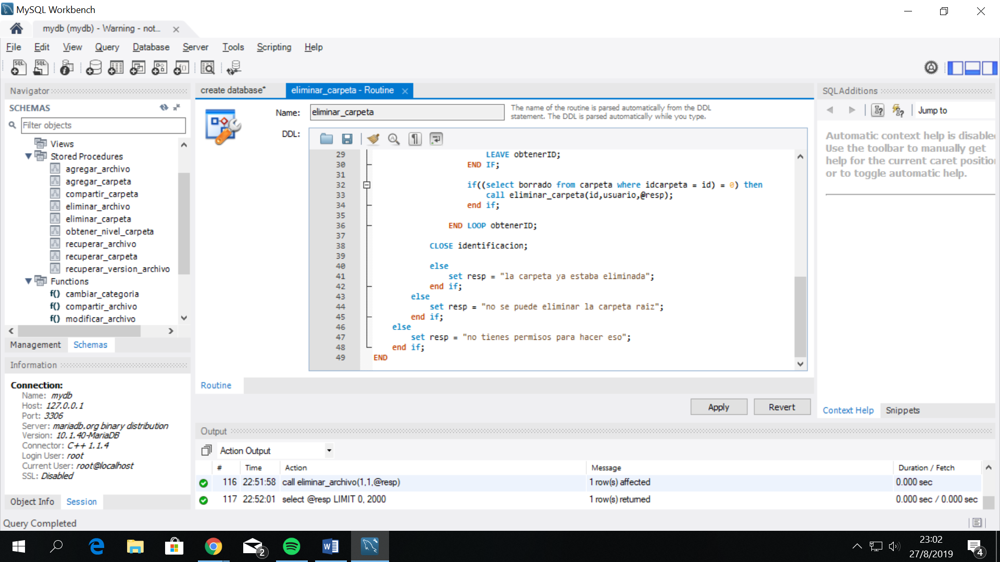 MySQL Workbench
mydb (mydb) - Warning - not...
File Edit View Query Database Server Tools Scripting Help
Navigator
SCHEMAS
Filter objects
Views
Stored Procedures
agregar_archivo
agregar_carpeta
compartir_carpeta
eliminar_archivo
eliminar_carpeta
obtener_nivel_carpeta
recuperar_archivo
recuperar_carpeta
recuperar_version_archivo
Functions
f() cambiar_categoria
f() compartir_archivo
f() modificar_archivo
Management Schemas
Information
Connection:
Name: mydb
Host: 127.0.0.1
Port: 3306
Server: mariadb.org binary distribution
Version: 10.1.40-MariaDB
Connector: C++ 1.1.4
Login User: root
Current User: root@localhost
SSL: Disabled
Object Info Session
Query Completed
create database* eliminar_carpeta - Routine
Name: eliminar_carpeta
The name of the routine is parsed automatically from the DDL
statement. The DDL is parsed automatically while you type.
DDL:
29 LEAVE obtenerID;
30 END IF;
31
32 if((select borrado from carpeta where idcarpeta = id) = 0) then
33 call eliminar_carpeta(id,usuario,@resp);
34 end if;
35
36 END LOOP obtenerID;
37
38 CLOSE identificacion;
39
40 else
41 set resp = "la carpeta ya estaba eliminada";
42 end if;
43 else
44 set resp = "no se puede eliminar la carpeta raiz";
45 end if;
46 else
47 set resp = "no tienes permisos para hacer eso";
48 end if;
49 END
Routine
Apply Revert
SQLAdditions
Jump to
Automatic context help is disable
Use the toolbar to manually get
help for the current caret positio
or to toggle automatic help.
Context Help Snippets
Output
Action Output
# Time Action Message Duration / Fetch
116 22:51:58 call eliminar_archivo(1,1,@resp) 1 row(s) affected 0.000 sec
117 22:52:01 select @resp LIMIT 0, 2000 1 row(s) returned 0.000 sec / 0.000 sec
2
23:02
27/8/2019
4